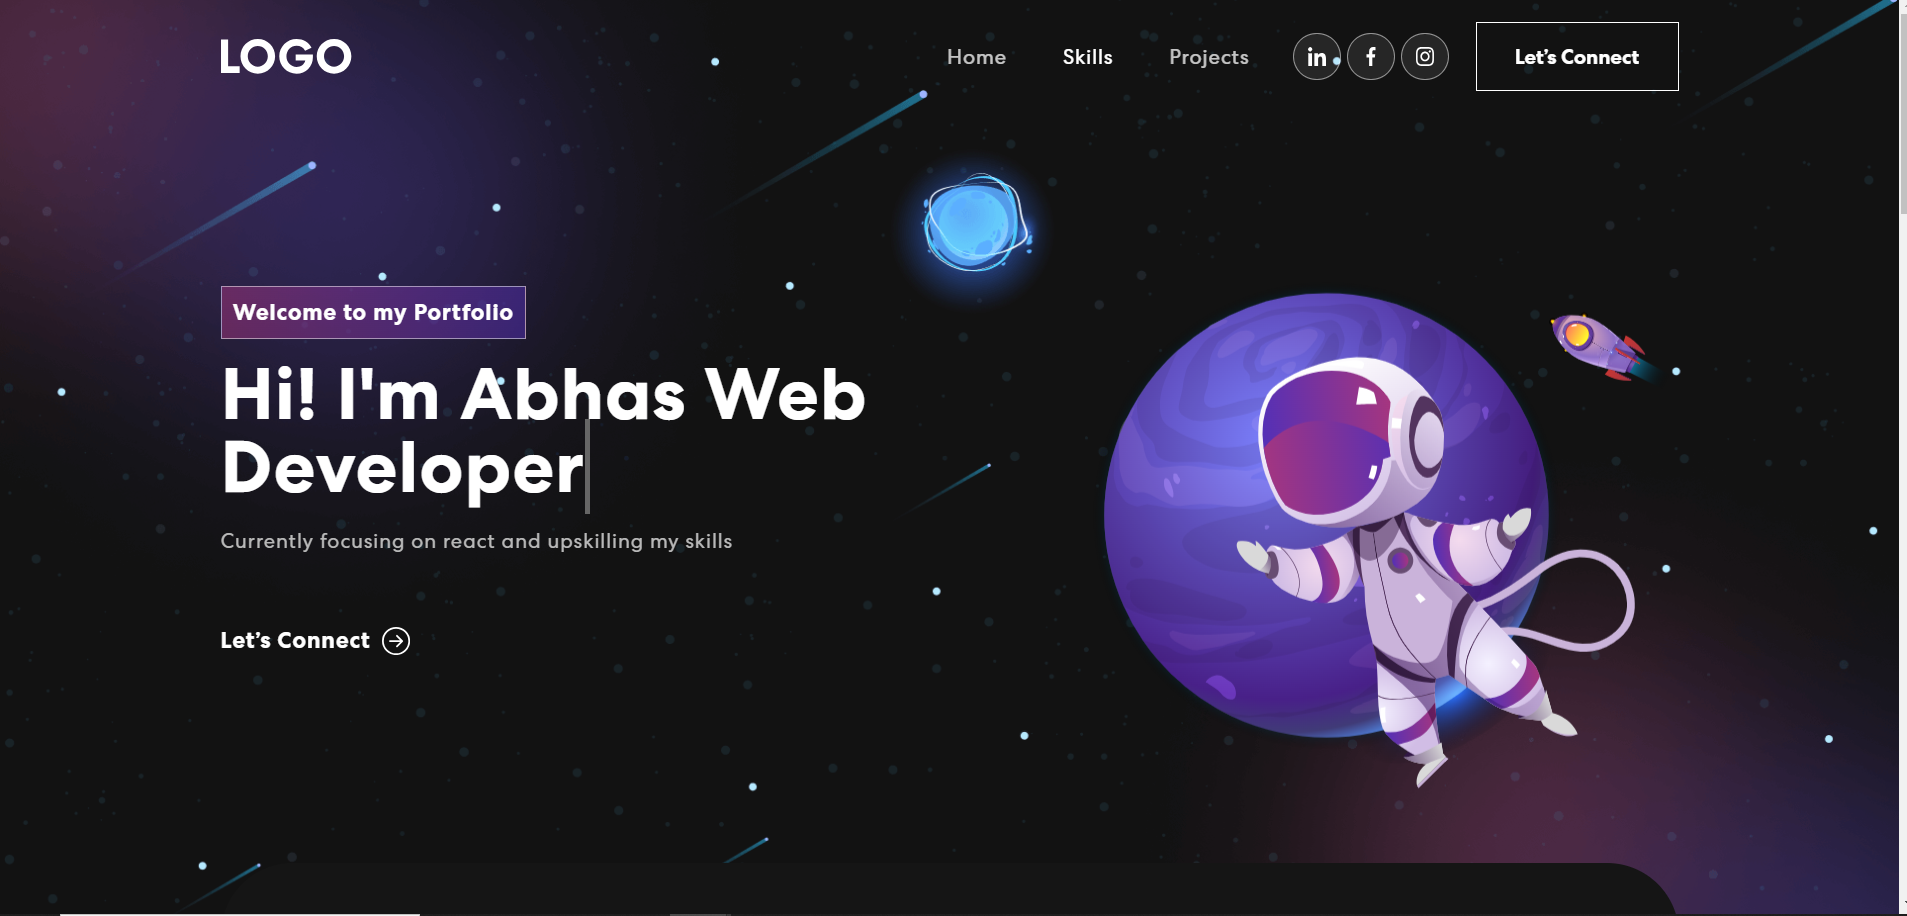 LOGO
Home Skills Projects Let’s Connect
Welcome to my Portfolio
Hi! I'm Abhas Web
Developer
Currently focusing on react and upskilling my skills
Let’s Connect